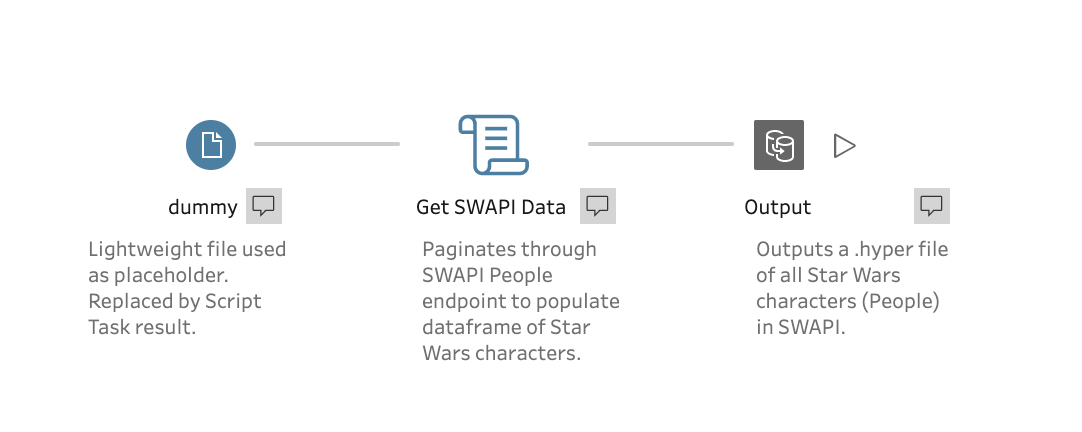 dummy
Get SWAPI Data
Output
Lightweight file used
as placeholder.
Replaced by Script
Task result.
Paginates through
SWAPI People
endpoint to populate
dataframe of Star
Wars characters.
Outputs a .hyper file
of all Star Wars
characters (People)
in SWAPI.